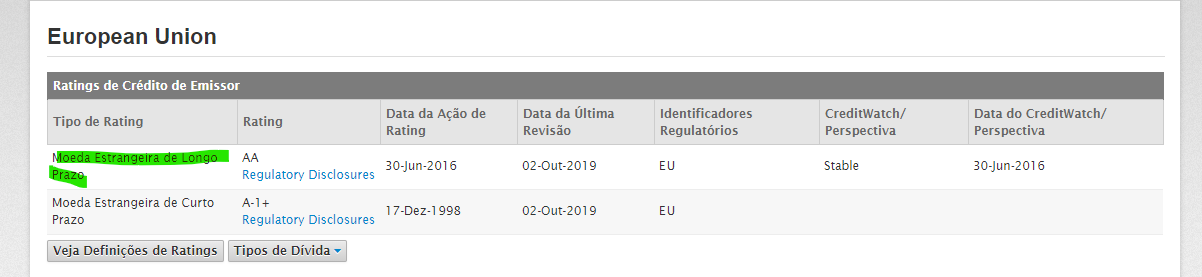 European Union
Ratings de Crédito de Emissor
Tipo de Rating Rating Data da Ação de Rating Data da Última Revisão Identificadores Regulatórios CreditWatch/ Perspectiva Data do CreditWatch/ Perspectiva
Moeda Estrangeira de Longo Prazo AA Regulatory Disclosures 30-Jun-2016 02-Out-2019 EU Stable 30-Jun-2016
Moeda Estrangeira de Curto Prazo A-1+ Regulatory Disclosures 17-Dez-1998 02-Out-2019 EU
Veja Definições de Ratings Tipos de Dívida